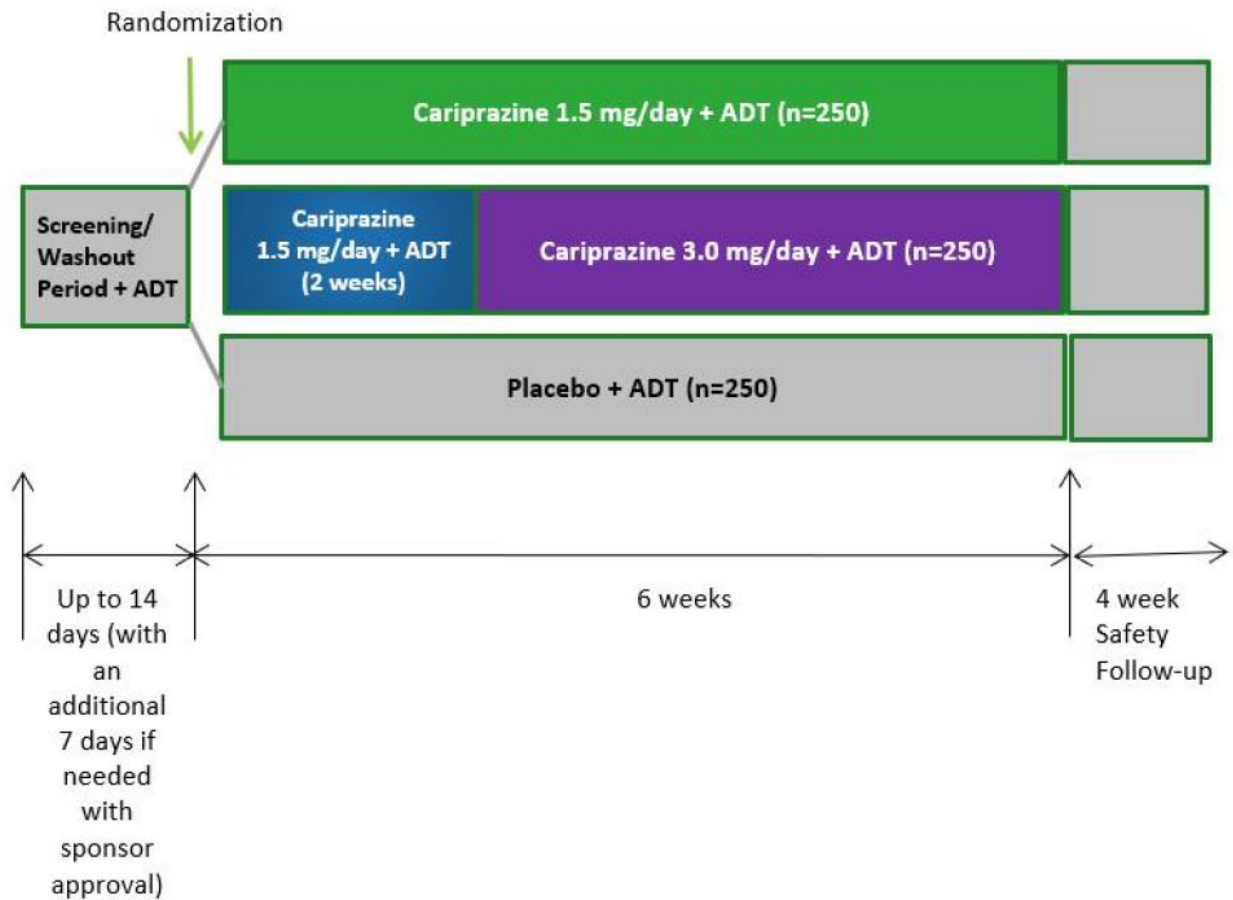 Randomization
Cariprazine 1.5 mg/day + ADT (n=250)
Screening/
Washout
Period + ADT
Cariprazine
1.5 mg/day + ADT
(2 weeks)
Cariprazine 3.0 mg/day + ADT (n=250)
Placebo + ADT (n=250)
Up to 14
days (with
an
additional
7 days if
needed
with
sponsor
approval)
6 weeks
4 week
Safety
Follow-up